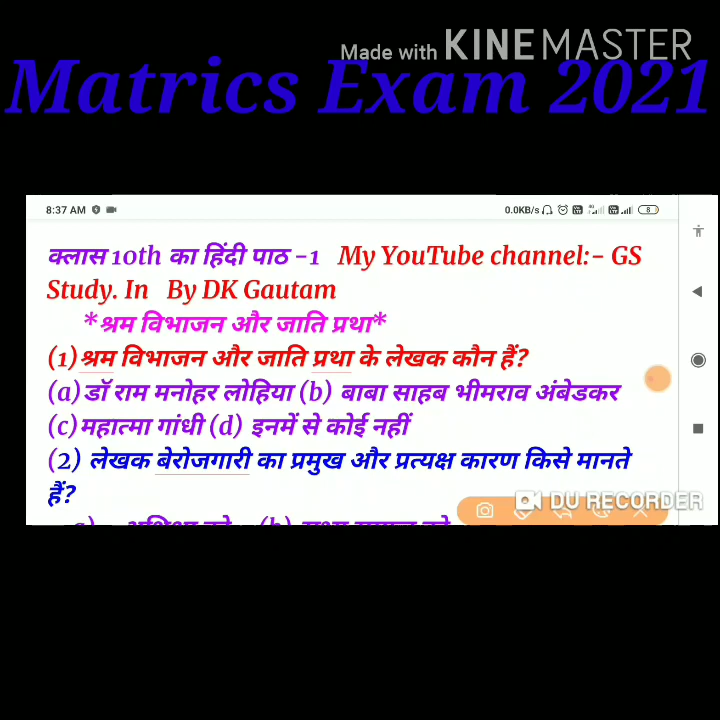 Made with KINEMASTER
Matrics Exam 2021
8:37 AM 0.0KB/s 4G 8
क्लास 10th का हिंदी पाठ -1 My YouTube channel:- GS
Study. In By DK Gautam
*श्रम विभाजन और जाति प्रथा*
(1)श्रम विभाजन और जाति प्रथा के लेखक कौन हैं?
(a)डॉ राम मनोहर लोहिया (b) बाबा साहब भीमराव अंबेडकर
(c)महात्मा गांधी (d) इनमें से कोई नहीं
(2) लेखक बेरोजगारी का प्रमुख और प्रत्यक्ष कारण किसे मानते
हैं?
DU RECORDER